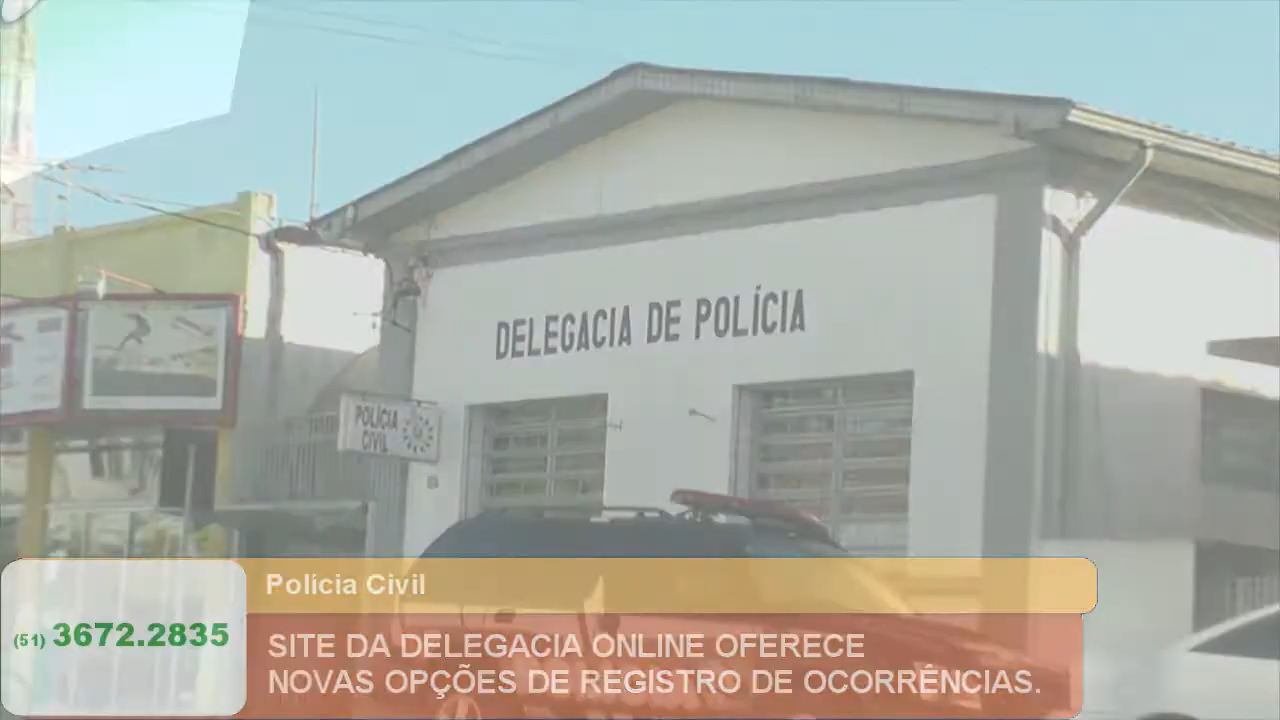 DELEGACIA DE POLÍCIA
POLÍCIA
CIVIL
Polícia Civil
(51) 3672.2835
SITE DA DELEGACIA ONLINE OFERECE
NOVAS OPÇÕES DE REGISTRO DE OCORRÊNCIAS.